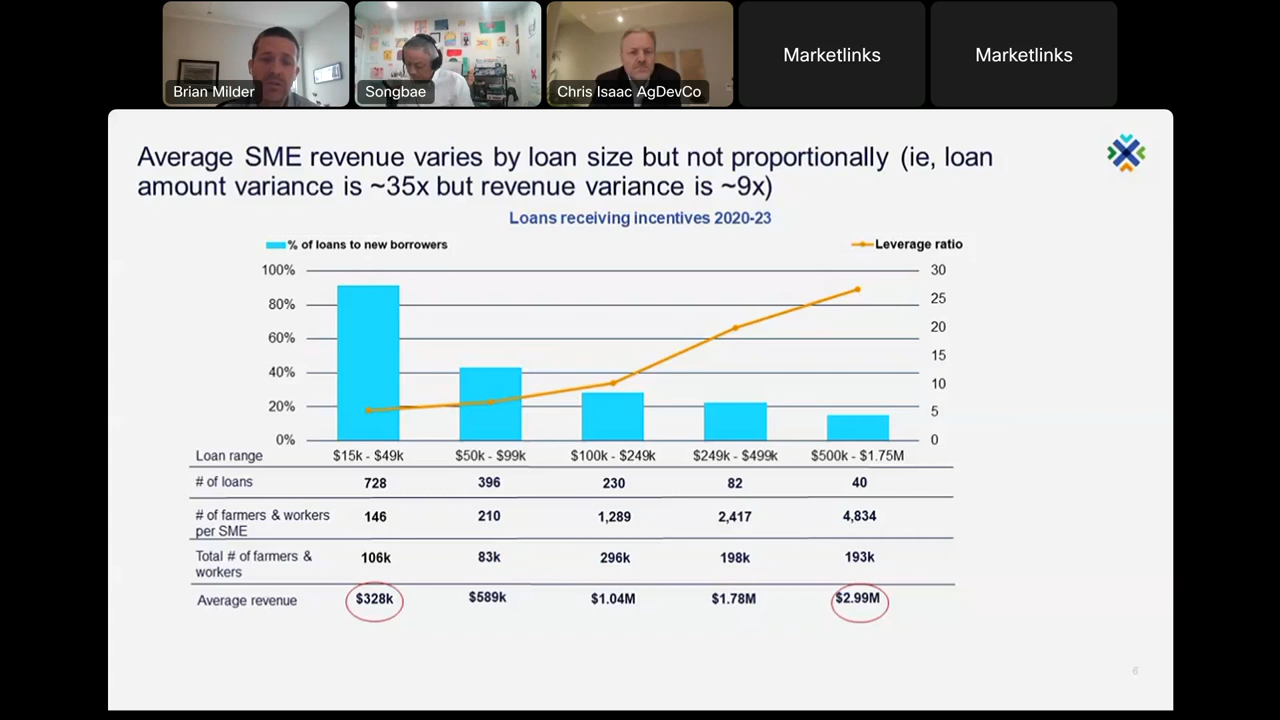 Brian Milder
Songbae
Chris Isaac AgDevCo
Marketlinks
Marketlinks
Average SME revenue varies by loan size but not proportionally (ie, loan
amount variance is ~35x but revenue variance is ~9x)
Loans receiving incentives 2020-23
% of loans to new borrowers
Leverage ratio
100%
80%
60%
40%
20%
0%
30
25
20
15
10
5
0
Loan range $15k - $49k $50k - $99k $100k - $249k $249k - $499k $500k - $1.75M
# of loans 728 396 230 82 40
# of farmers & workers
per SME 146 210 1,289 2,417 4,834
Total # of farmers &
workers 106k 83k 296k 198k 193k
Average revenue $328k $589k $1.04M $1.78M $2.99M
6